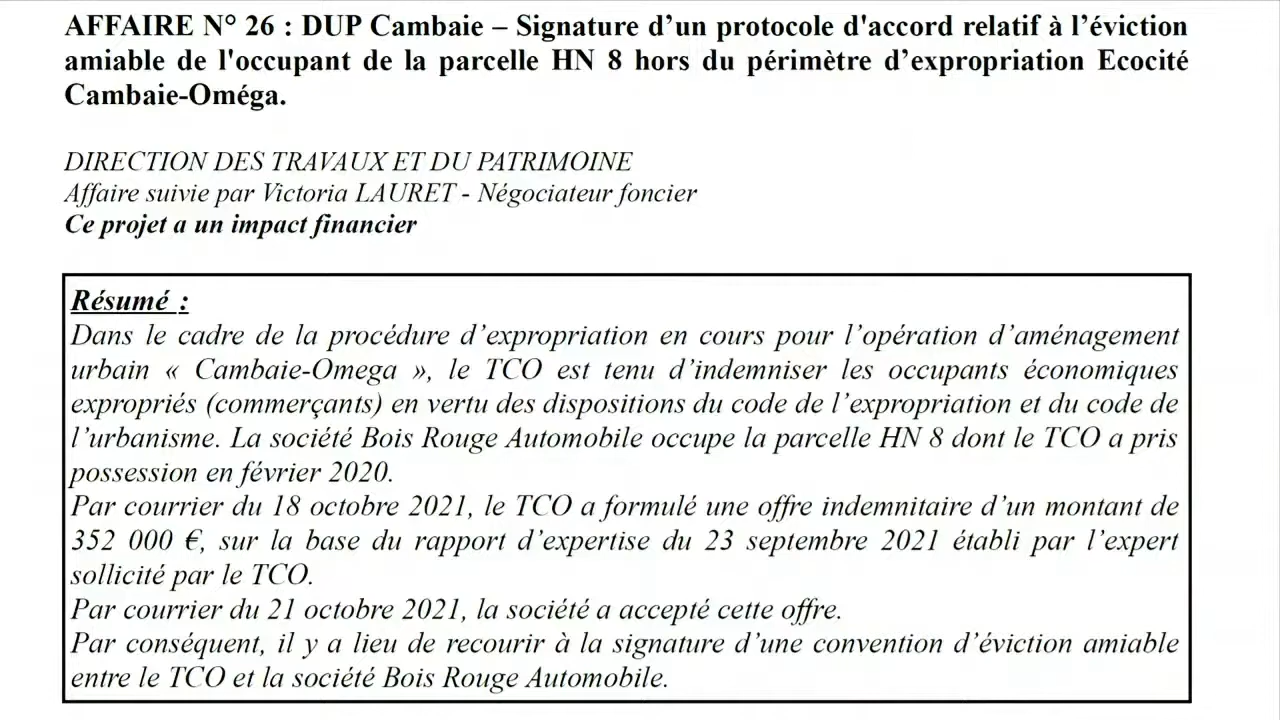 AFFAIRE N° 26 : DUP Cambaie – Signature d’un protocole d'accord relatif à l’éviction
amiable de l'occupant de la parcelle HN 8 hors du périmètre d’expropriation Ecocité
Cambaie-Oméga.
DIRECTION DES TRAVAUX ET DU PATRIMOINE
Affaire suivie par Victoria LAURET - Négociateur foncier
Ce projet a un impact financier
Résumé :
Dans le cadre de la procédure d’expropriation en cours pour l’opération d’aménagement
urbain « Cambaie-Omega », le TCO est tenu d’indemniser les occupants économiques
expropriés (commerçants) en vertu des dispositions du code de l’expropriation et du code de
l’urbanisme. La société Bois Rouge Automobile occupe la parcelle HN 8 dont le TCO a pris
possession en février 2020.
Par courrier du 18 octobre 2021, le TCO a formulé une offre indemnitaire d’un montant de
352 000 €, sur la base du rapport d’expertise du 23 septembre 2021 établi par l’expert
sollicité par le TCO.
Par courrier du 21 octobre 2021, la société a accepté cette offre.
Par conséquent, il y a lieu de recourir à la signature d’une convention d’éviction amiable
entre le TCO et la société Bois Rouge Automobile.